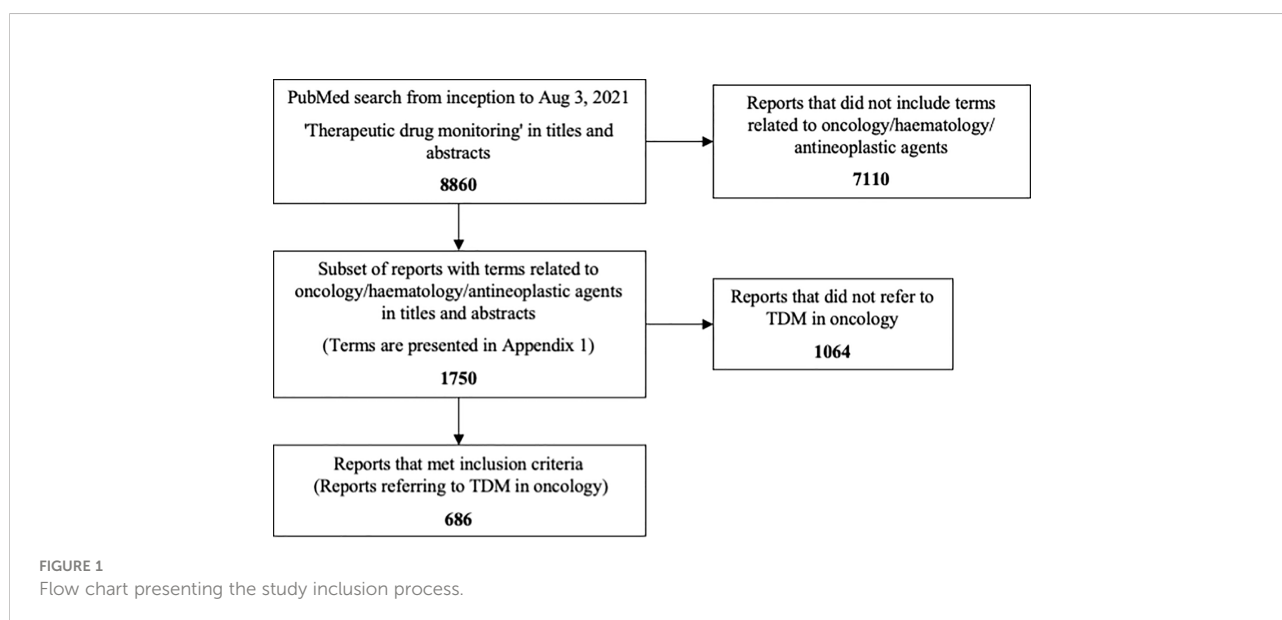 PubMed search from inception to Aug 3, 2021
'Therapeutic drug monitoring' in titles and
abstracts
8860
Reports that did not include terms
related to oncology/haematology/
antineoplastic agents
7110
Subset of reports with terms related to
oncology/haematology/antineoplastic agents
in titles and abstracts
(Terms are presented in Appendix 1)
1750
Reports that did not refer to
TDM in oncology
1064
Reports that met inclusion criteria
(Reports referring to TDM in oncology)
686
FIGURE 1
Flow chart presenting the study inclusion process.